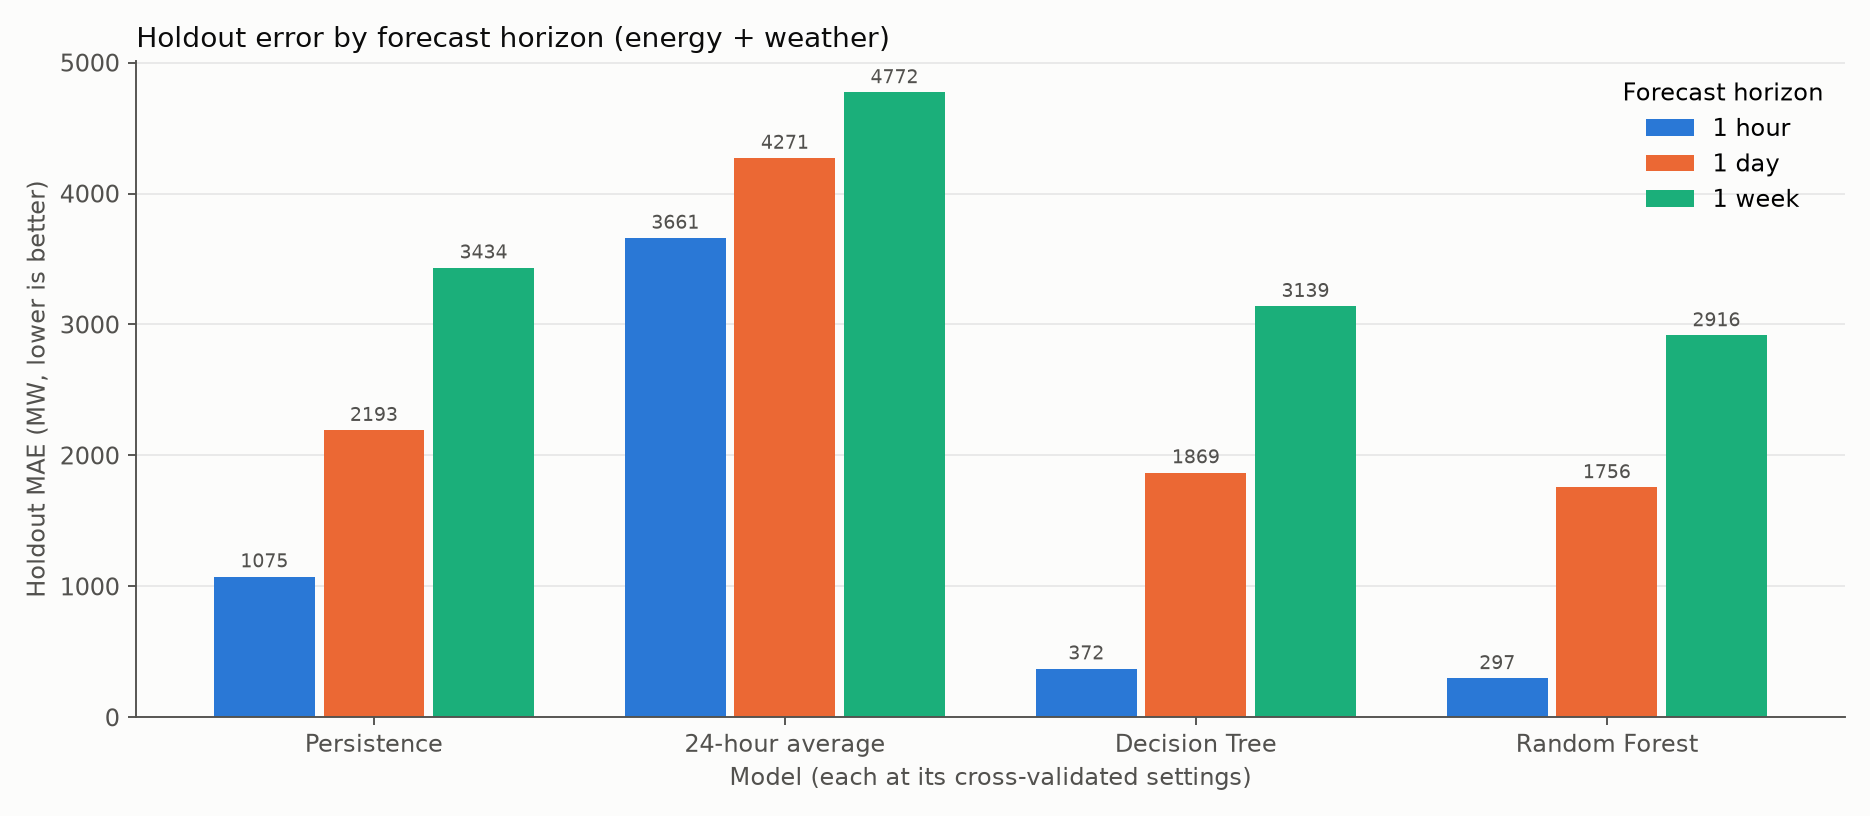 Holdout error by forecast horizon (energy + weather)
Holdout MAE (MW, lower is better)
5000
4000
3000
2000
1000
0
Forecast horizon
1 hour
1 day
1 week
1075
2193
3434
3661
4271
4772
372
1869
3139
297
1756
2916
Persistence
24-hour average
Decision Tree
Random Forest
Model (each at its cross-validated settings)